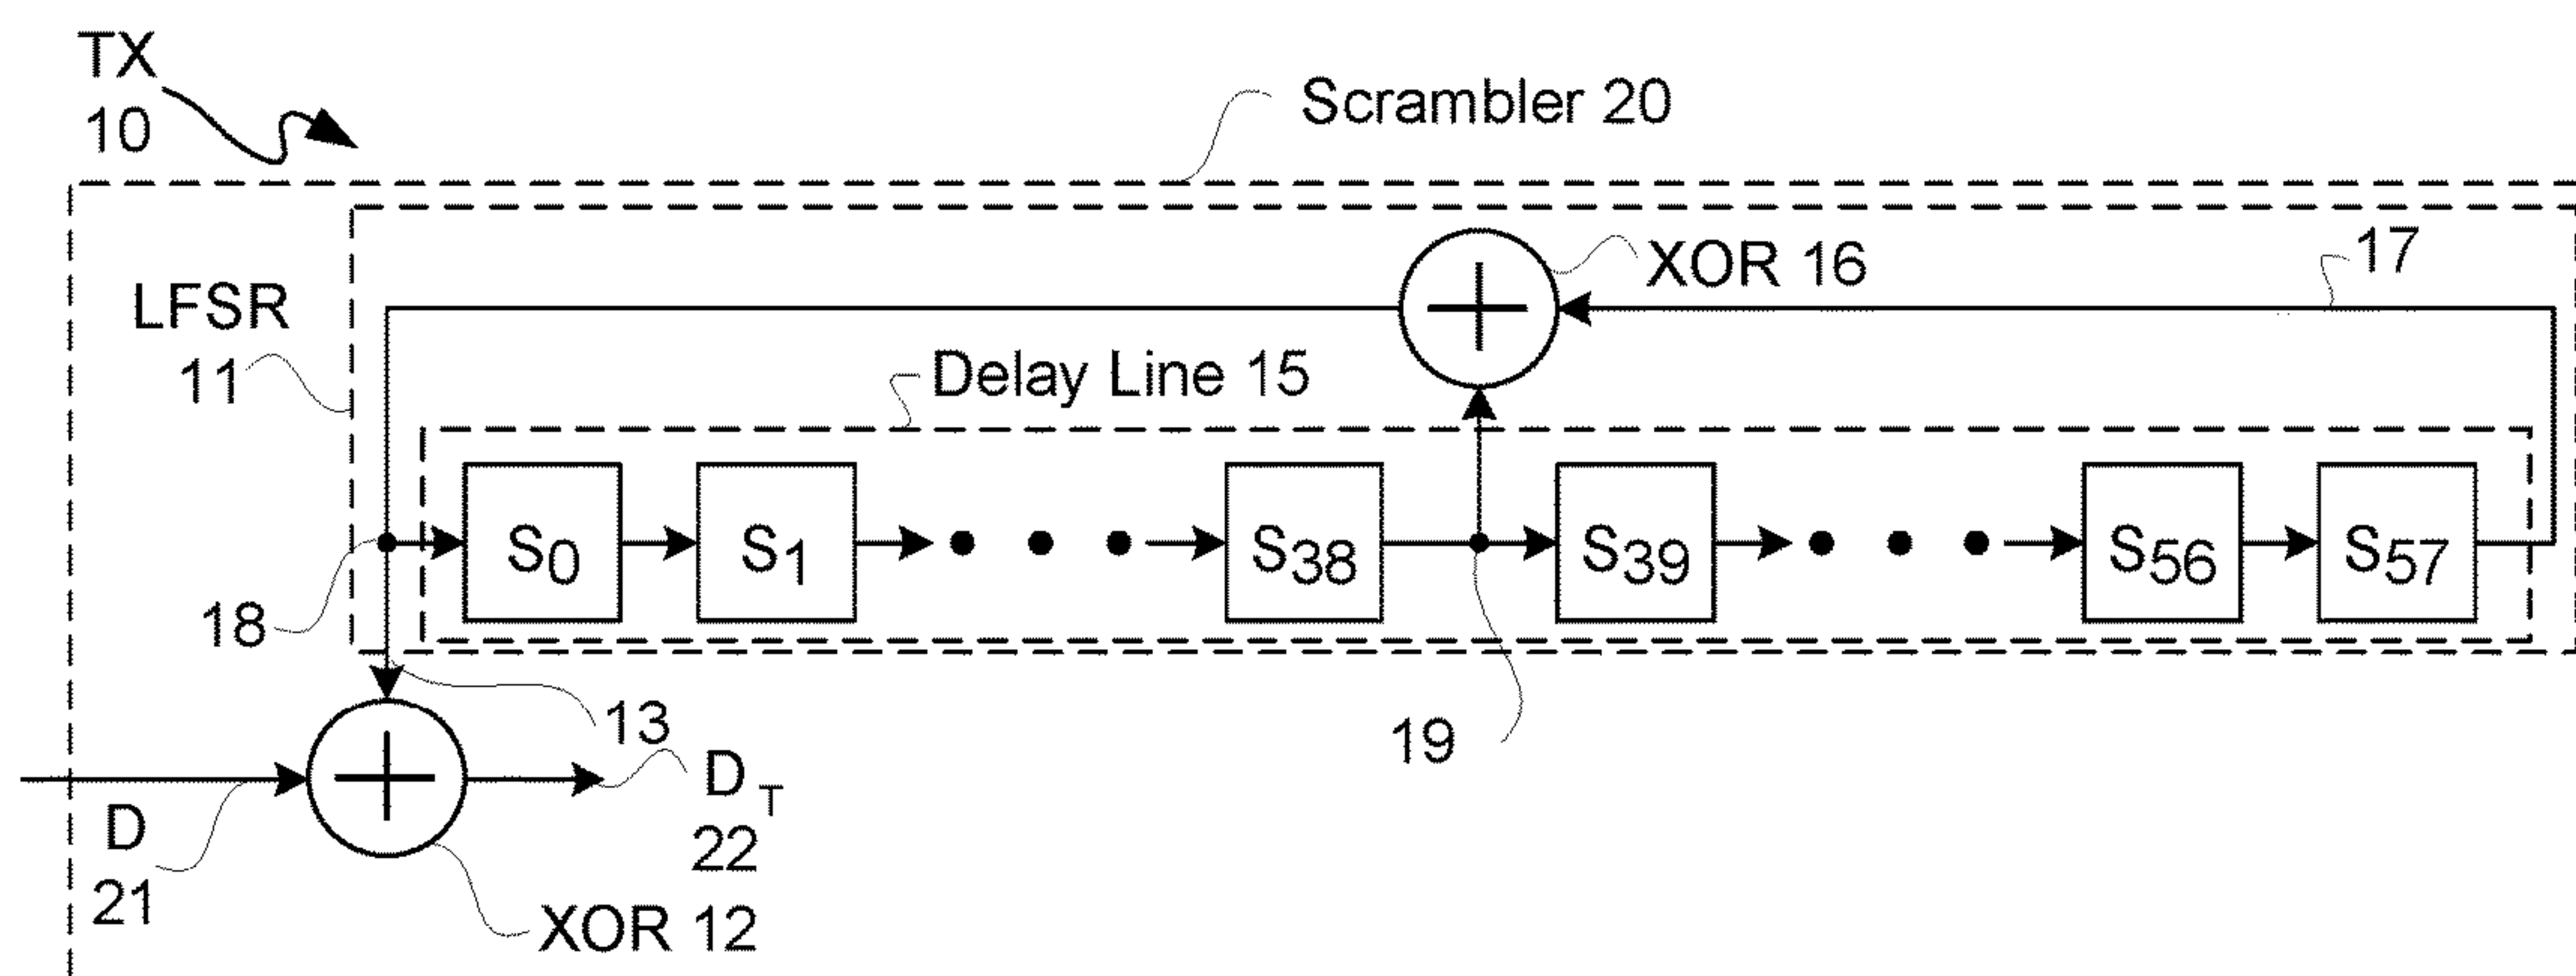 TX
10
Scrambler 20
XOR 16
17
LFSR
11
Delay Line 15
S0
S1
S38
S39
S56
S57
18
13
19
D
21
DT
22
XOR 12